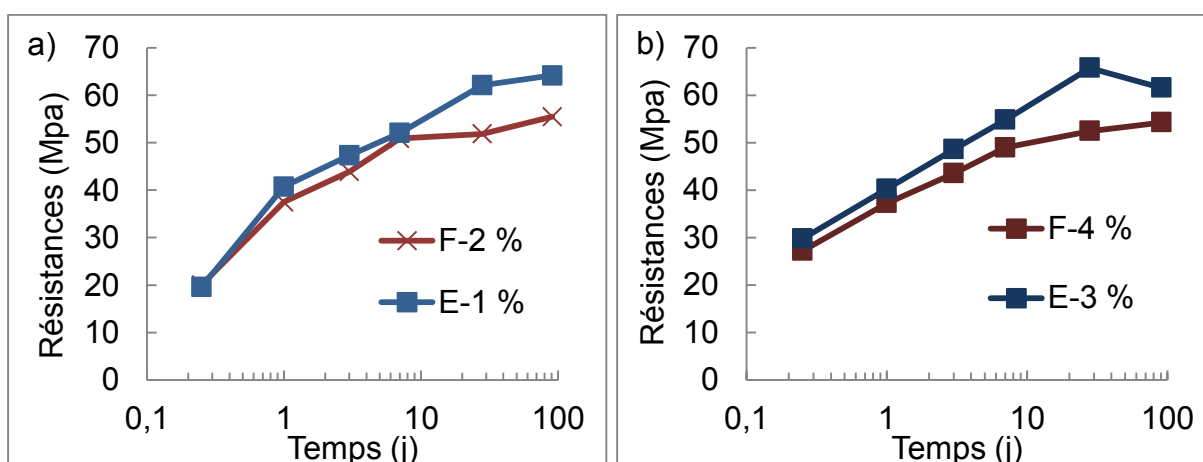 a)
Résistances (Mpa)
70
60
50
40
30
20
10
0
F-2 %
E-1 %
0,1 1 10 100
Temps (j)
b)
Résistances (Mpa)
70
60
50
40
30
20
10
0
F-4 %
E-3 %
0,1 1 10 100
Temps (j)